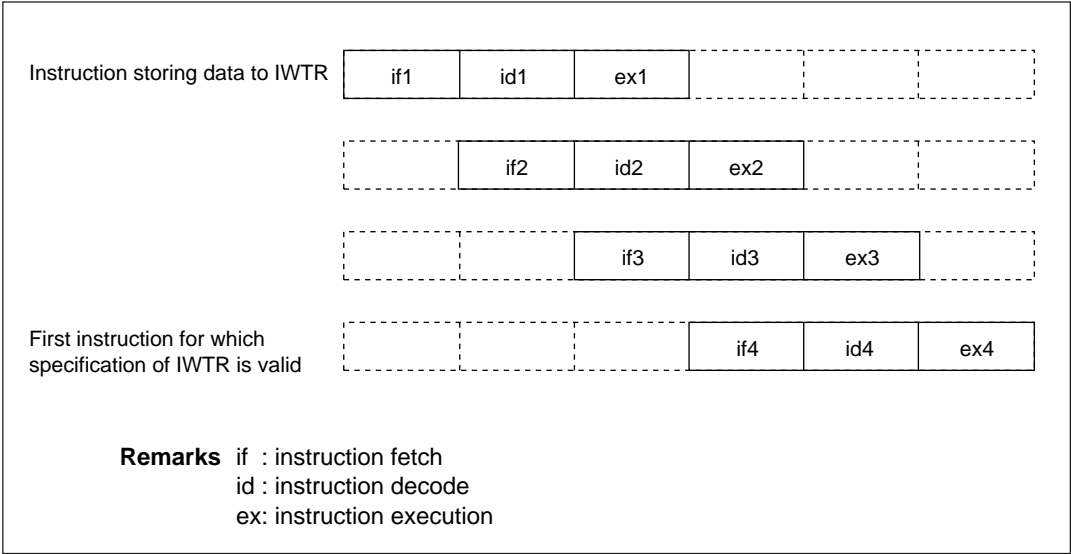 Instruction storing data to IWTR
if1 id1 ex1
if2 id2 ex2
if3 id3 ex3
First instruction for which
specification of IWTR is valid
if4 id4 ex4
Remarks if : instruction fetch
id : instruction decode
ex: instruction execution